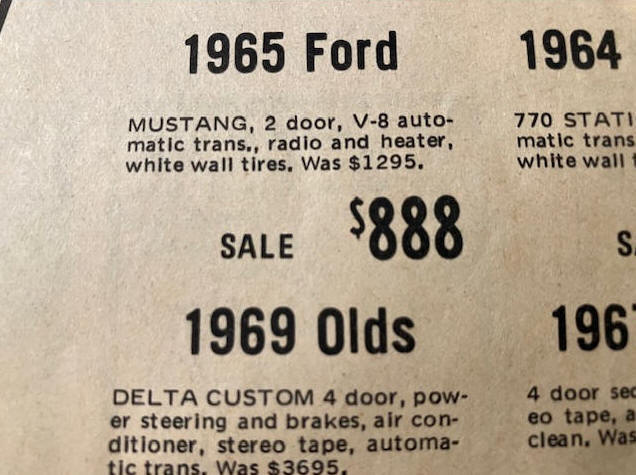 1965 Ford
MUSTANG, 2 door, V-8 auto-
matic trans., radio and heater,
white wall tires. Was $1295.
SALE $888
1969 Olds
DELTA CUSTOM 4 door, pow-
er steering and brakes, air con-
ditioner, stereo tape, automa-
tic trans. Was $3695.
1964
770
matic trans
white wall
4 door
eo tape, a
clean. Was